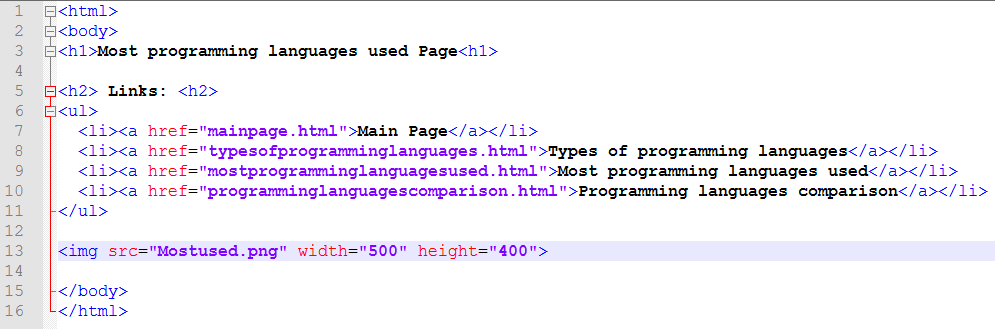 1 <html>
2 <body>
3 <h1>Most programming languages used Page<h1>
4
5 <h2> Links: <h2>
6 <ul>
7 <li><a href="mainpage.html">Main Page</a></li>
8 <li><a href="typesofprogramminglanguages.html">Types of programming languages</a></li>
9 <li><a href="mostprogramminglanguagesused.html">Most programming languages used</a></li>
10 <li><a href="programminglanguagescomparison.html">Programming languages comparison</a></li>
11 </ul>
12
13 <img src="Mostused.png" width="500" height="400">
14
15 </body>
16 </html>